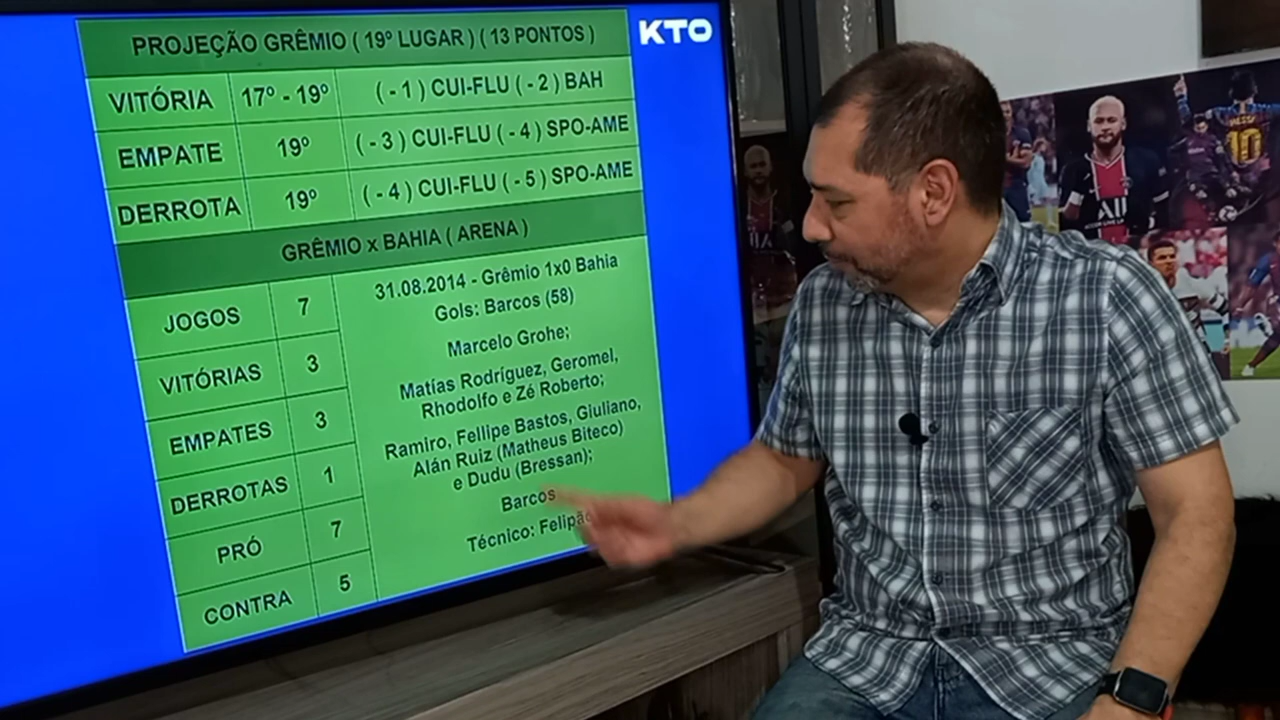 PROJEÇÃO GRÊMIO ( 19º LUGAR ) ( 13 PONTOS )
KTO
VITÓRIA 17º - 19º ( - 1 ) CUI-FLU ( - 2 ) BAH
EMPATE 19º ( - 3 ) CUI-FLU ( - 4 ) SPO-AME
DERROTA 19º ( - 4 ) CUI-FLU ( - 5 ) SPO-AME
GRÊMIO x BAHIA ( ARENA )
JOGOS 7
VITÓRIAS 3
EMPATES 3
DERROTAS 1
PRÓ 7
CONTRA 5
31.08.2014 - Grêmio 1x0 Bahia
Gols: Barcos (58)
Marcelo Grohe;
Matías Rodríguez, Geromel,
Rhodolfo e Zé Roberto;
Ramiro, Fellipe Bastos, Giuliano,
Alán Ruiz (Matheus Biteco)
e Dudu (Bressan);
Barcos
Técnico:
10